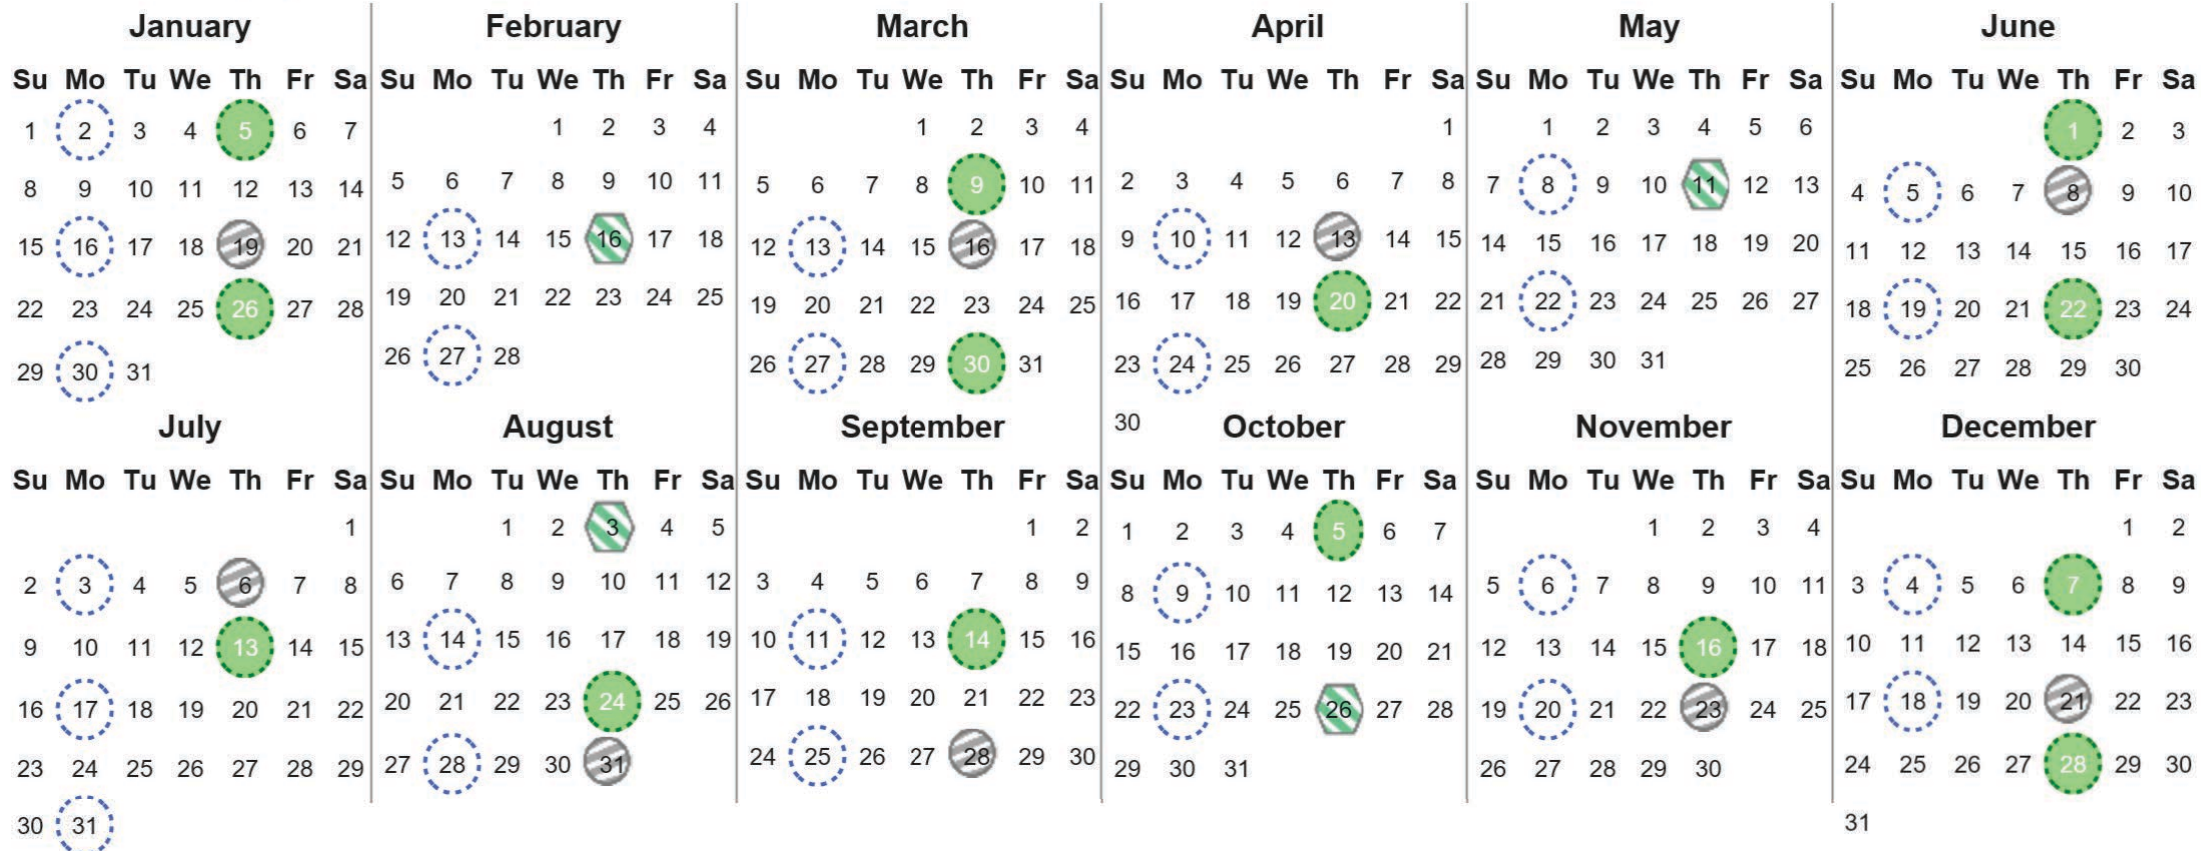 January
Su Mo Tu We Th Fr Sa
1 2 3 4 5 6 7
8 9 10 11 12 13 14
15 16 17 18 19 20 21
22 23 24 25 26 27 28
29 30 31
February
Su Mo Tu We Th Fr Sa
1 2 3 4
5 6 7 8 9 10 11
12 13 14 15 16 17 18
19 20 21 22 23 24 25
26 27 28
March
Su Mo Tu We Th Fr Sa
1 2 3 4
5 6 7 8 9 10 11
12 13 14 15 16 17 18
19 20 21 22 23 24 25
26 27 28 29 30 31
April
Su Mo Tu We Th Fr Sa
1
2 3 4 5 6 7 8
9 10 11 12 13 14 15
16 17 18 19 20 21 22
23 24 25 26 27 28 29
30
May
Su Mo Tu We Th Fr Sa
1 2 3 4 5 6
7 8 9 10 11 12 13
14 15 16 17 18 19 20
21 22 23 24 25 26 27
28 29 30 31
June
Su Mo Tu We Th Fr Sa
1 2 3
4 5 6 7 8 9 10
11 12 13 14 15 16 17
18 19 20 21 22 23 24
25 26 27 28 29 30
July
Su Mo Tu We Th Fr Sa
1
2 3 4 5 6 7 8
9 10 11 12 13 14 15
16 17 18 19 20 21 22
23 24 25 26 27 28 29
30 31
August
Su Mo Tu We Th Fr Sa
1 2 3 4 5
6 7 8 9 10 11 12
13 14 15 16 17 18 19
20 21 22 23 24 25 26
27 28 29 30 31
September
Su Mo Tu We Th Fr Sa
1 2
3 4 5 6 7 8 9
10 11 12 13 14 15 16
17 18 19 20 21 22 23
24 25 26 27 28 29 30
October
Su Mo Tu We Th Fr Sa
1 2 3 4 5 6 7
8 9 10 11 12 13 14
15 16 17 18 19 20 21
22 23 24 25 26 27 28
29 30 31
November
Su Mo Tu We Th Fr Sa
1 2 3 4
5 6 7 8 9 10 11
12 13 14 15 16 17 18
19 20 21 22 23 24 25
26 27 28 29 30
December
Su Mo Tu We Th Fr Sa
1 2
3 4 5 6 7 8 9
10 11 12 13 14 15 16
17 18 19 20 21 22 23
24 25 26 27 28 29 30
31